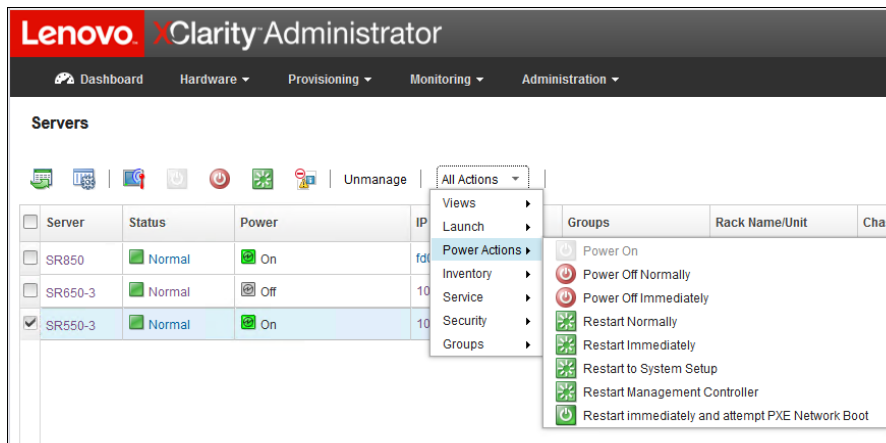 Lenovo. XClarity Administrator
Dashboard Hardware Provisioning Monitoring Administration
Servers
Unmanage All Actions
Server Status Power IP Groups Rack Name/Unit Cha
SR850 Normal On fd0
SR650-3 Normal Off 10
SR550-3 Normal On 10
Views
Launch
Power Actions
Inventory
Service
Security
Groups
Power On
Power Off Normally
Power Off Immediately
Restart Normally
Restart Immediately
Restart to System Setup
Restart Management Controller
Restart immediately and attempt PXE Network Boot